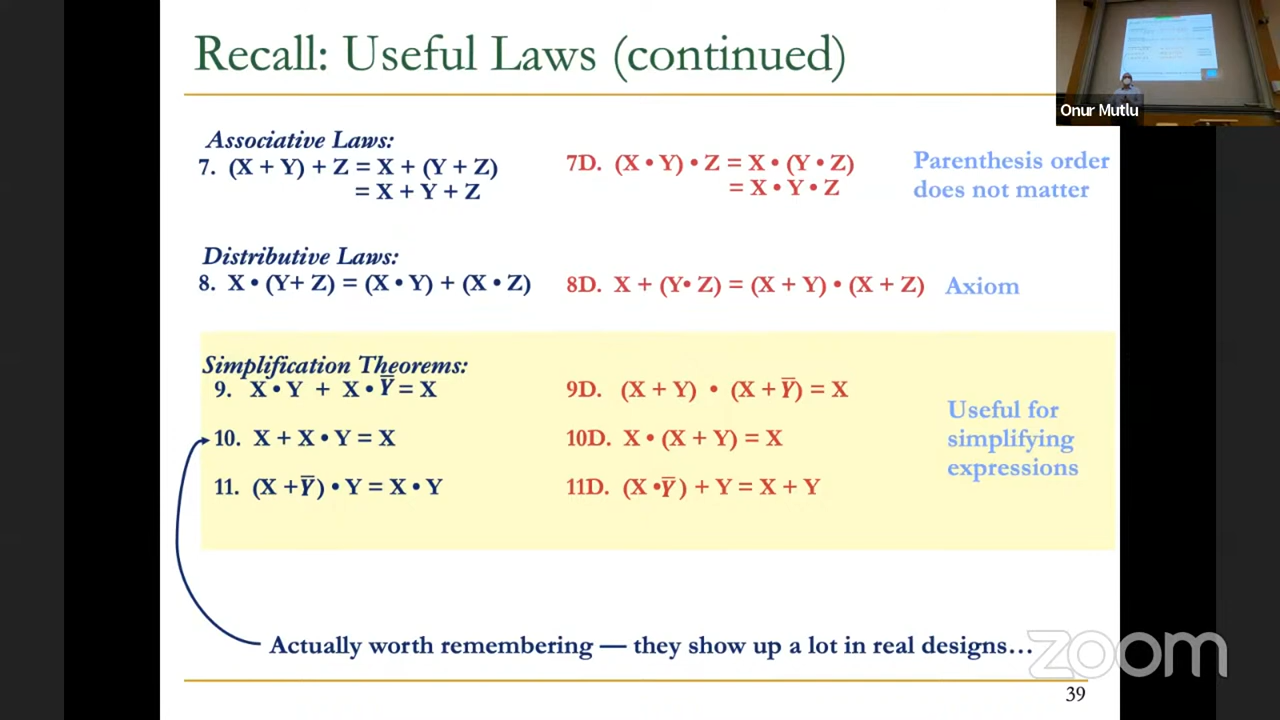 Recall: Useful Laws (continued)
Onur Mutlu
Associative Laws:
7. (X + Y) + Z = X + (Y + Z)
= X + Y + Z
7D. (X • Y) • Z = X • (Y • Z)
= X • Y • Z
Parenthesis order
does not matter
Distributive Laws:
8. X • (Y+ Z) = (X • Y) + (X • Z)
8D. X + (Y• Z) = (X + Y) • (X + Z)
Axiom
Simplification Theorems:
9. X • Y + X • Y̅ = X
9D. (X + Y) • (X + Y̅) = X
10. X + X • Y = X
10D. X • (X + Y) = X
11. (X +Y̅) • Y = X • Y
11D. (X •Y̅) + Y = X + Y
Useful for
simplifying
expressions
Actually worth remembering — they show up a lot in real designs…
zoom
39